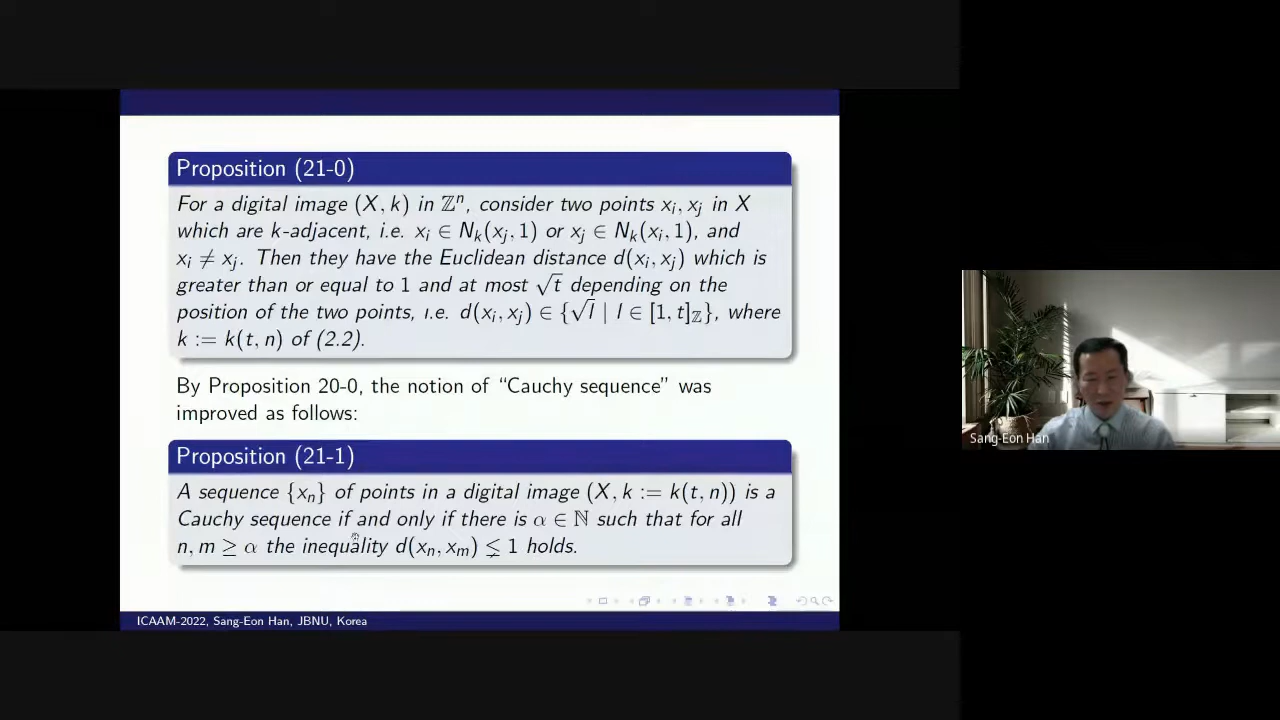 Proposition (21-0)
For a digital image (X, k) in ℤⁿ, consider two points xᵢ, xⱼ in X
which are k-adjacent, i.e. xᵢ ∈ Nₖ(xⱼ, 1) or xⱼ ∈ Nₖ(xᵢ, 1), and
xᵢ ≠ xⱼ. Then they have the Euclidean distance d(xᵢ, xⱼ) which is
greater than or equal to 1 and at most √t depending on the
position of the two points, i.e. d(xᵢ, xⱼ) ∈ {√l | l ∈ [1, t]_ℤ}, where
k := k(t, n) of (2.2).
By Proposition 20-0, the notion of “Cauchy sequence” was
improved as follows:
Proposition (21-1)
A sequence {xₙ} of points in a digital image (X, k := k(t, n)) is a
Cauchy sequence if and only if there is α ∈ ℕ such that for all
n, m ≥ α the inequality d(xₙ, xₘ) ≨ 1 holds.
ICAAM-2022, Sang-Eon Han, JBNU, Korea
Sang-Eon Han